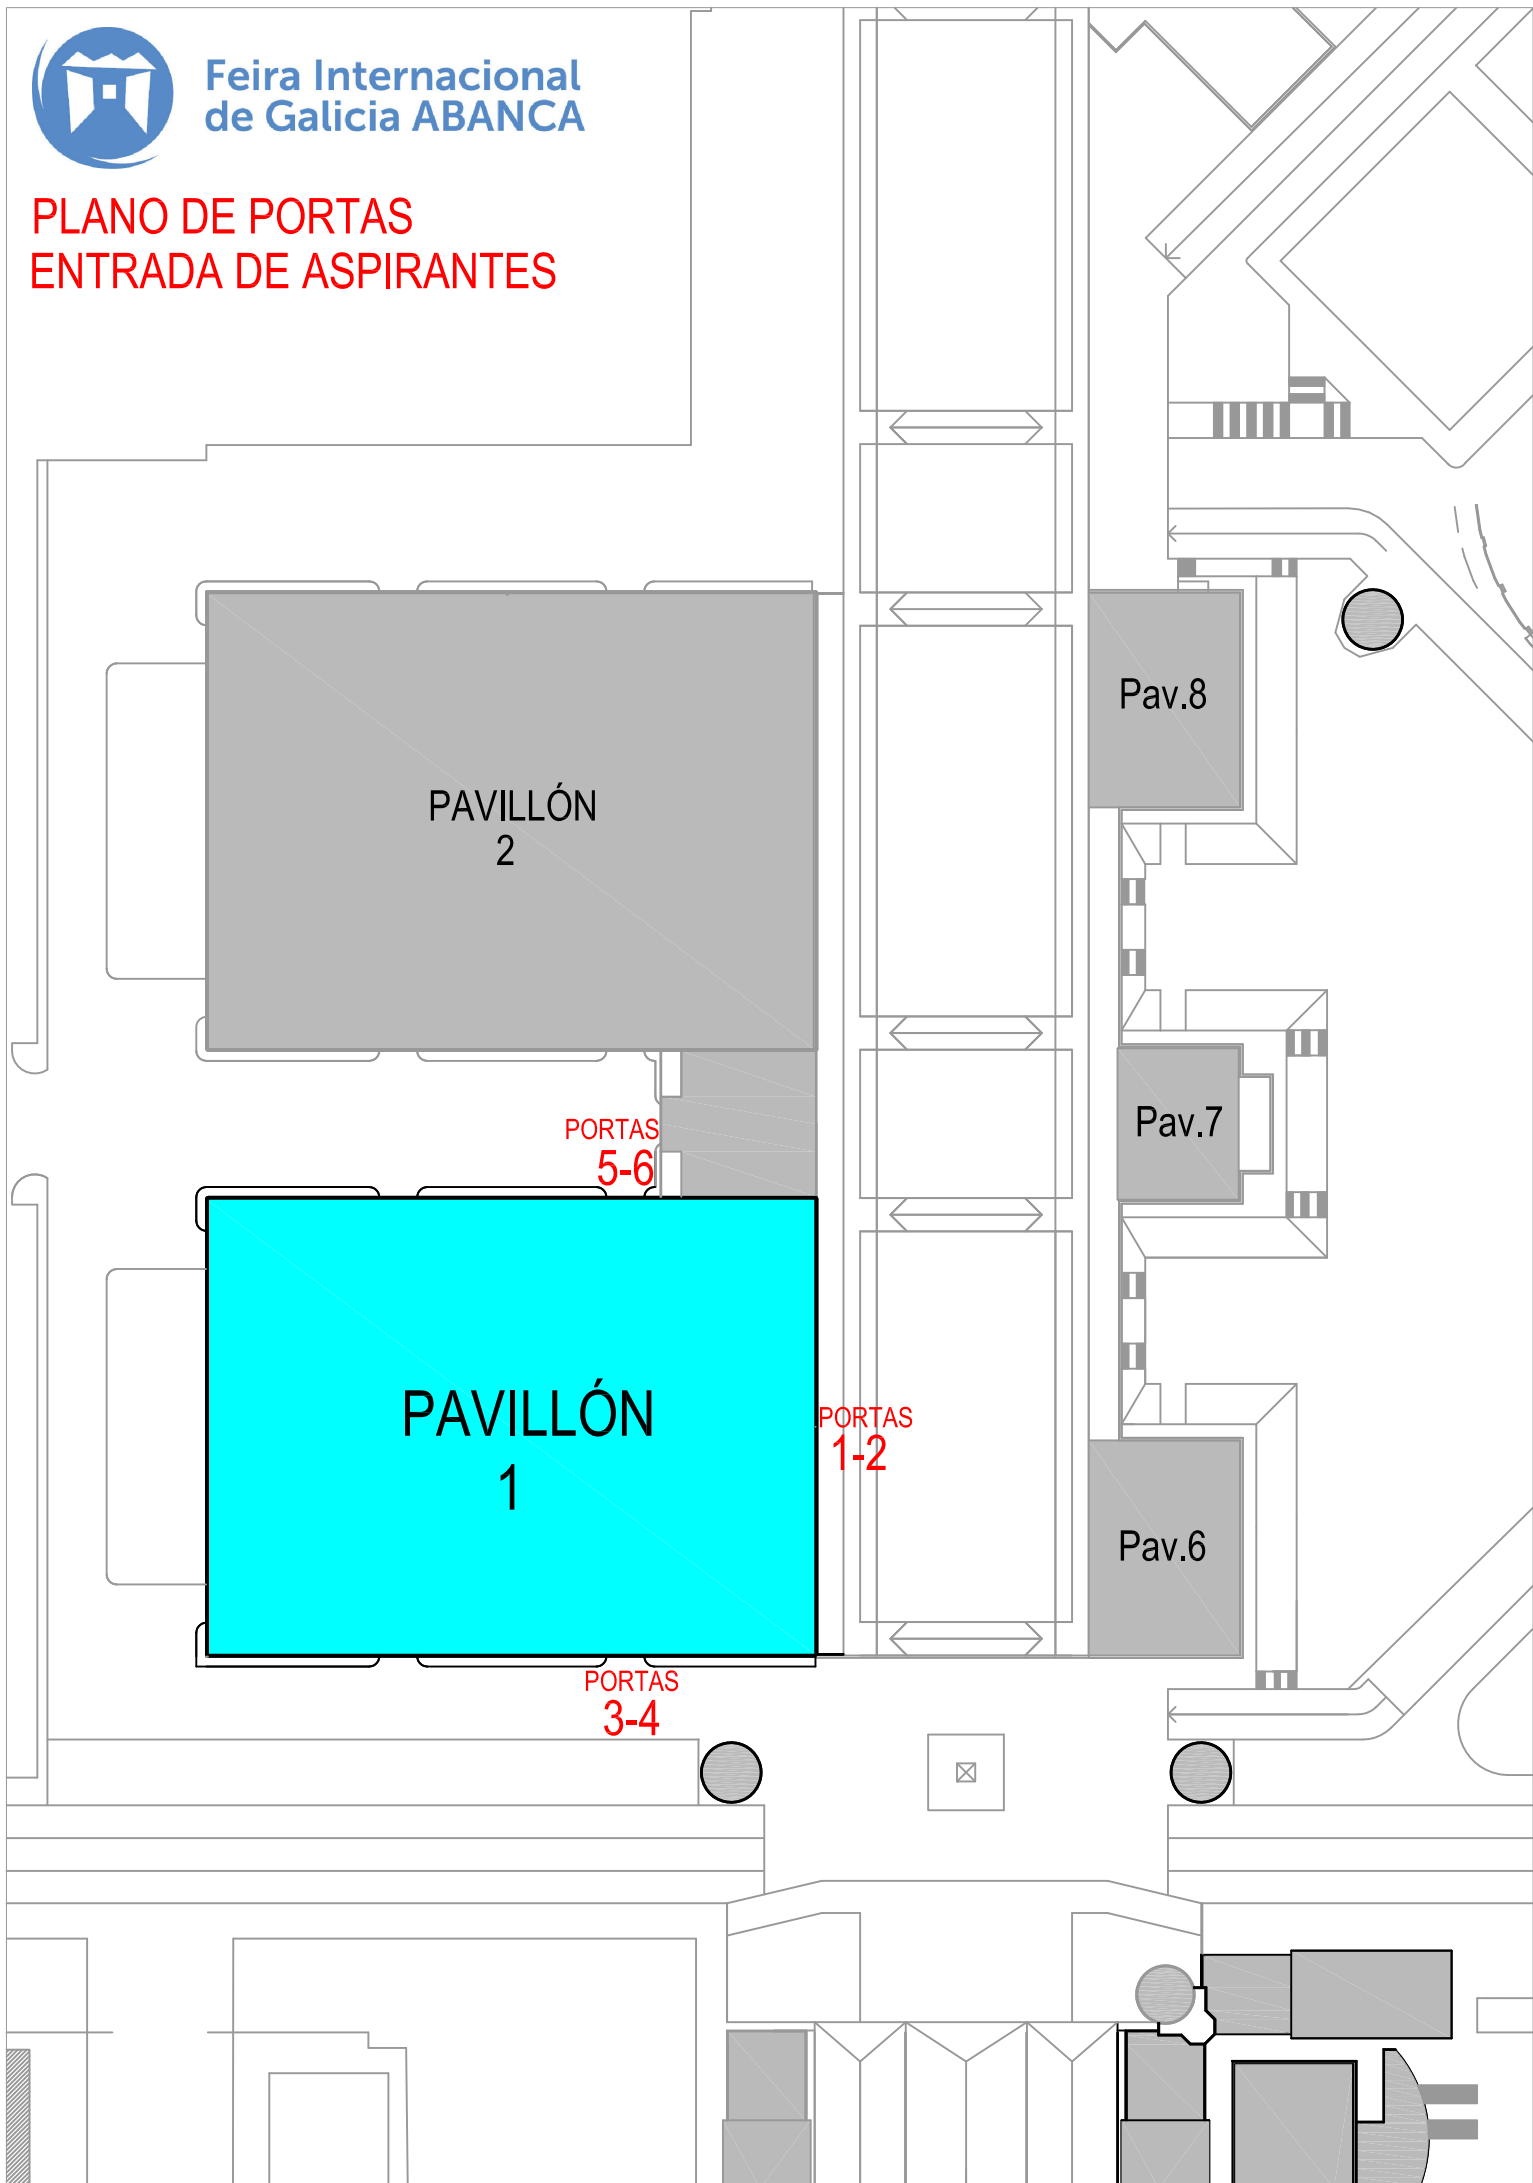 Feira Internacional
de Galicia ABANCA
PLANO DE PORTAS
ENTRADA DE ASPIRANTES
Pav.8
PAVILLÓN
2
Pav.7
PORTAS
5-6
PAVILLÓN
1
PORTAS
1-2
Pav.6
PORTAS
3-4